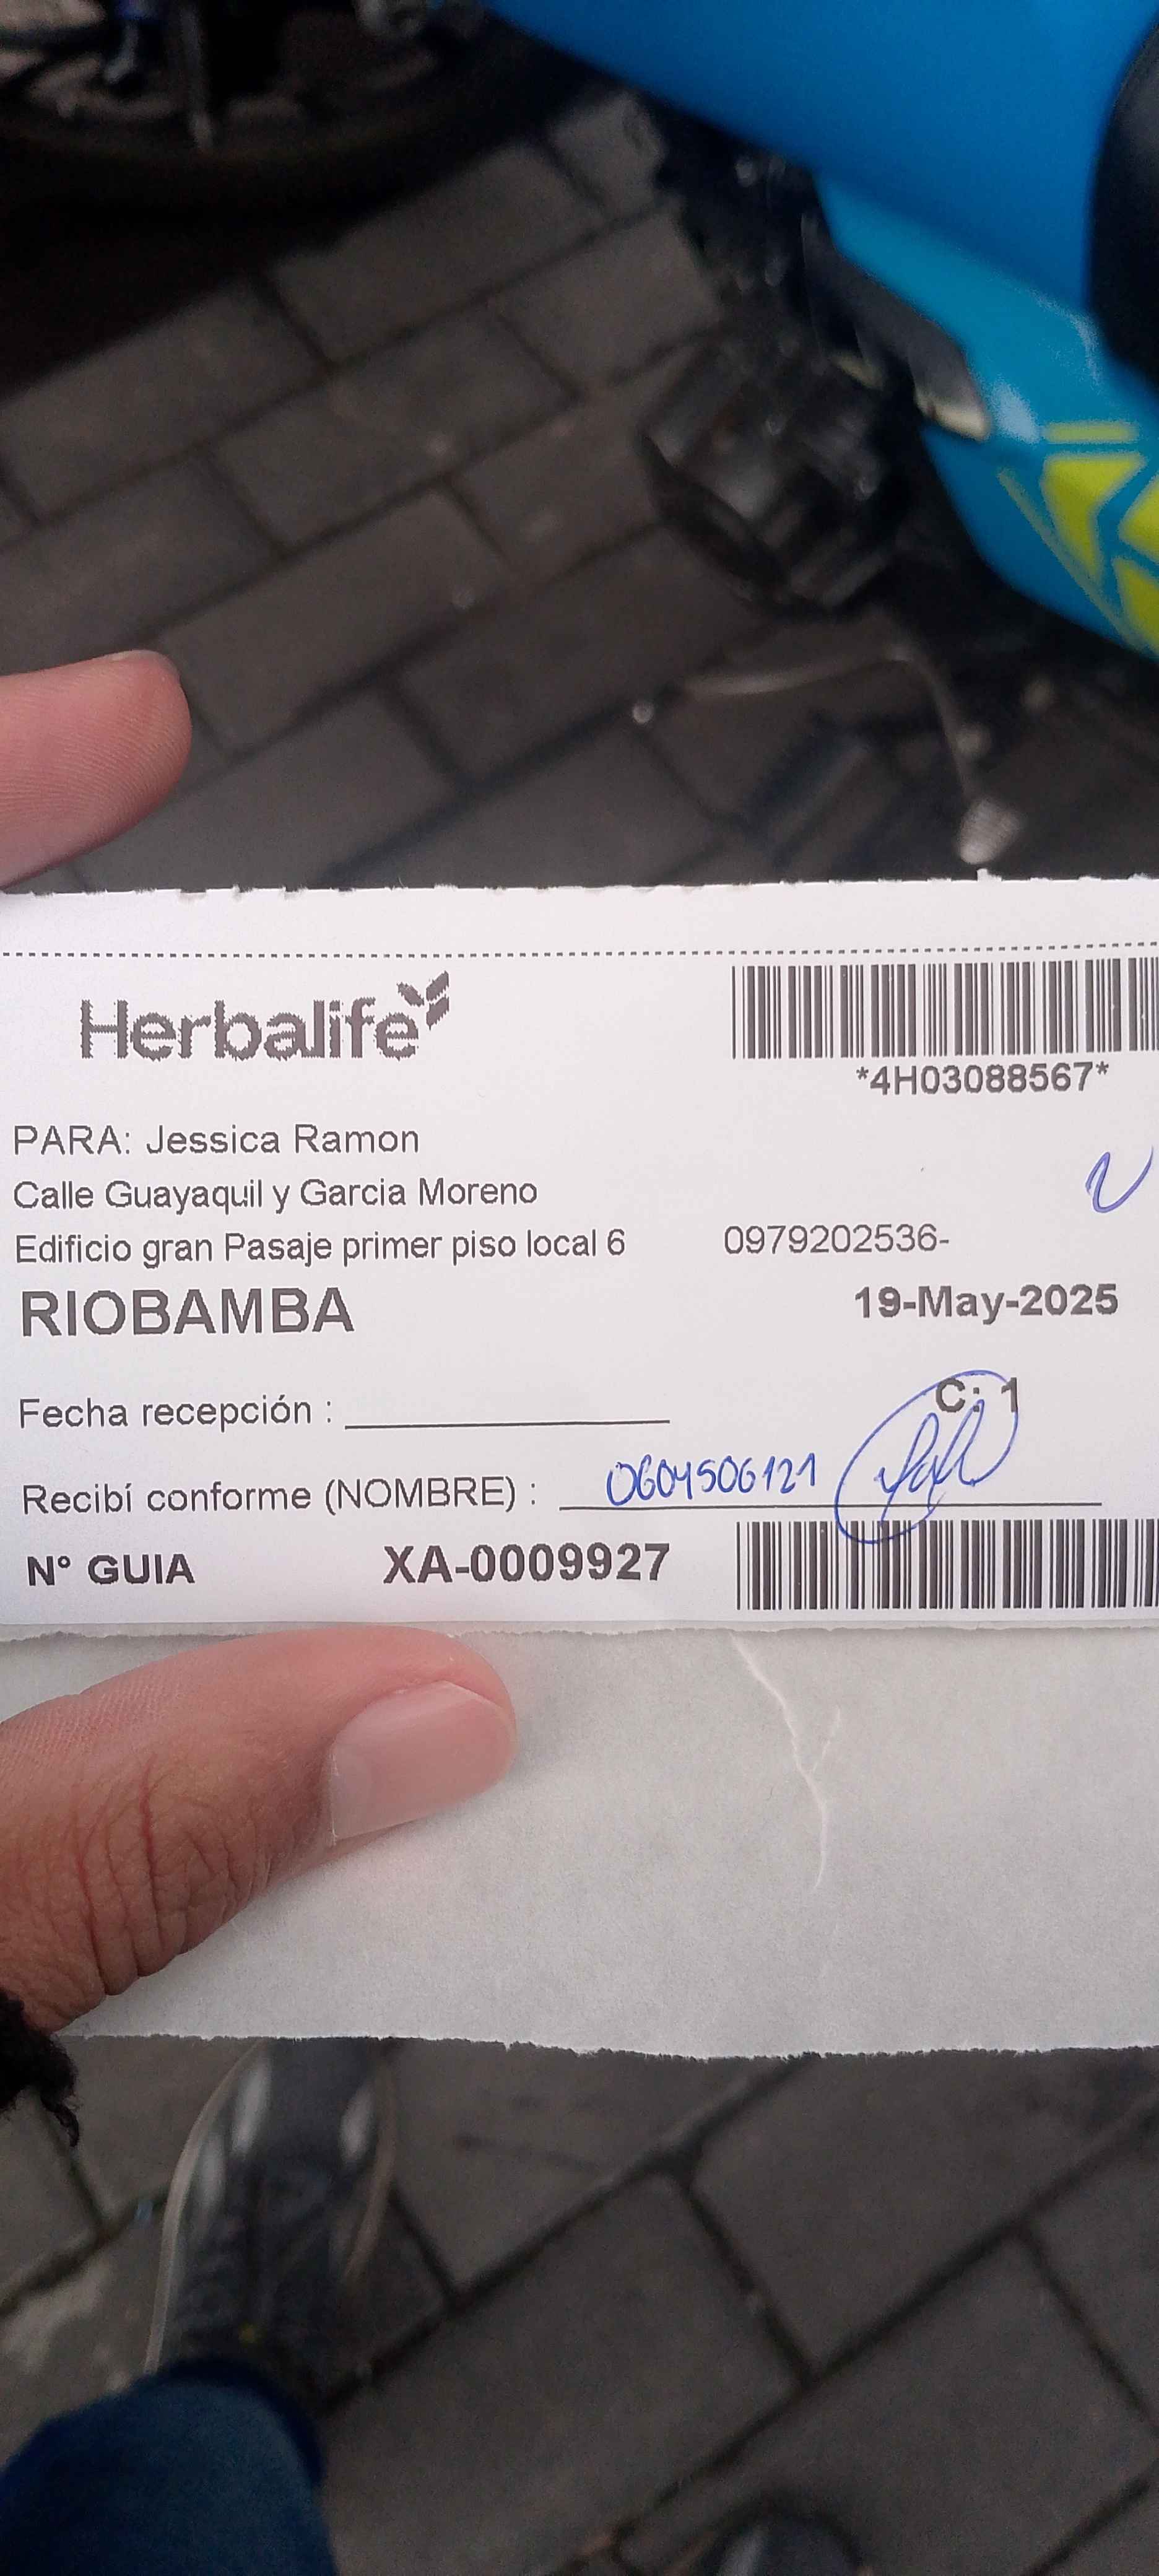 Herbalife
*4H03088567*
PARA: Jessica Ramon
Calle Guayaquil y Garcia Moreno
Edificio gran Pasaje primer piso local 6 0979202536-
RIOBAMBA 19-May-2025
C: 1
Fecha recepción :
Recibí conforme (NOMBRE) : 0604506121
Nº GUIA XA-0009927